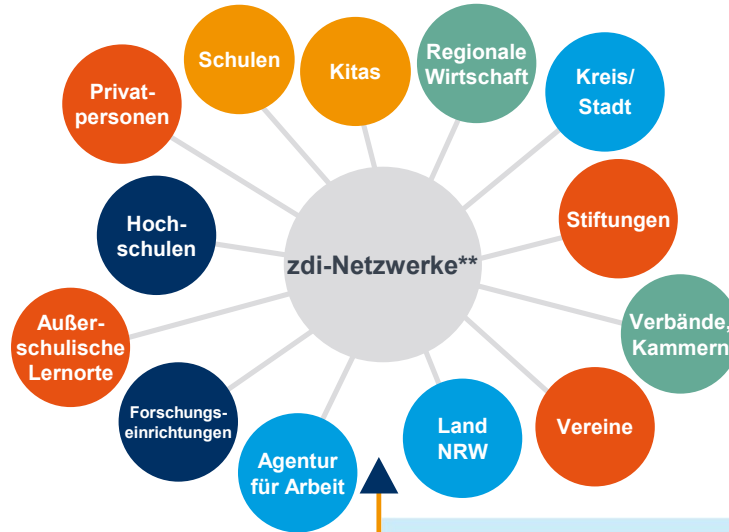 Schulen
Kitas
Regionale
Wirtschaft
Kreis/
Stadt
Privat-
personen
Stiftungen
Hoch-
schulen
zdi-Netzwerke**
Außer-
schulische
Lernorte
Verbände,
Kammern
Forschungs-
einrichtungen
Vereine
Agentur
für Arbeit
Land
NRW